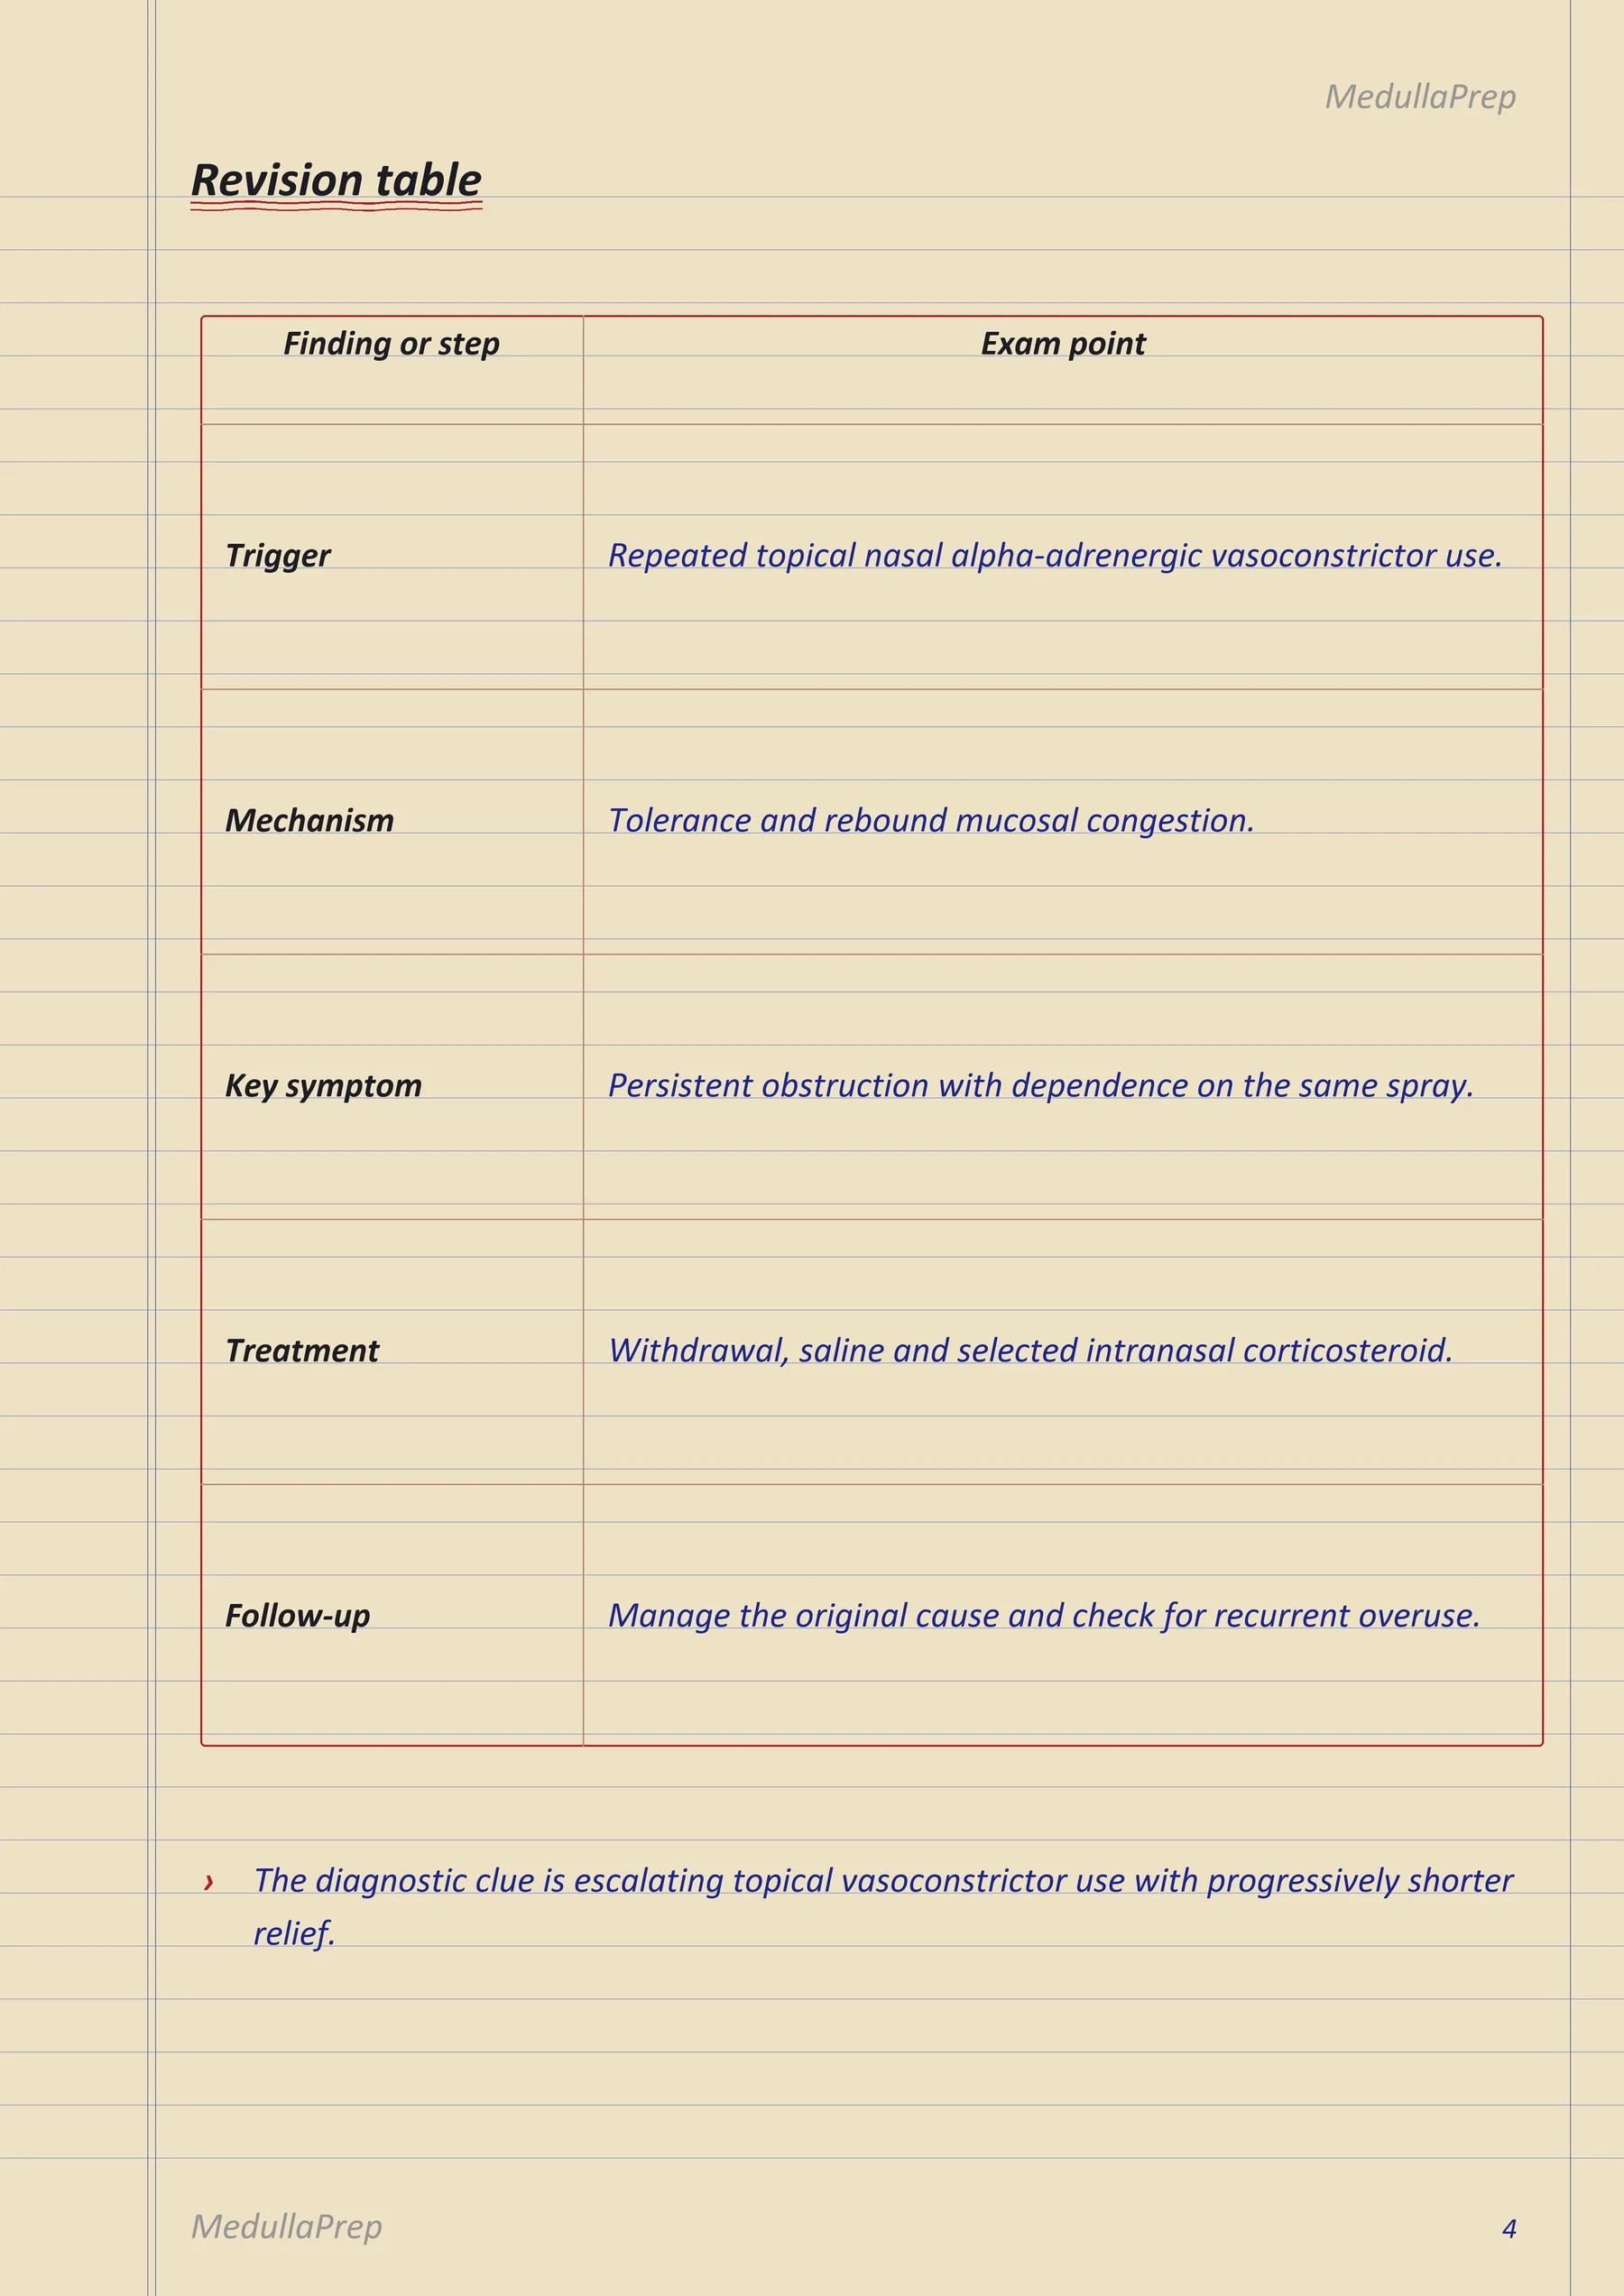 MedullaPrep
Revision table
Finding or step Exam point
Trigger Repeated topical nasal alpha-adrenergic vasoconstrictor use.
Mechanism Tolerance and rebound mucosal congestion.
Key symptom Persistent obstruction with dependence on the same spray.
Treatment Withdrawal, saline and selected intranasal corticosteroid.
Follow-up Manage the original cause and check for recurrent overuse.
› The diagnostic clue is escalating topical vasoconstrictor use with progressively shorter
relief.
MedullaPrep 4